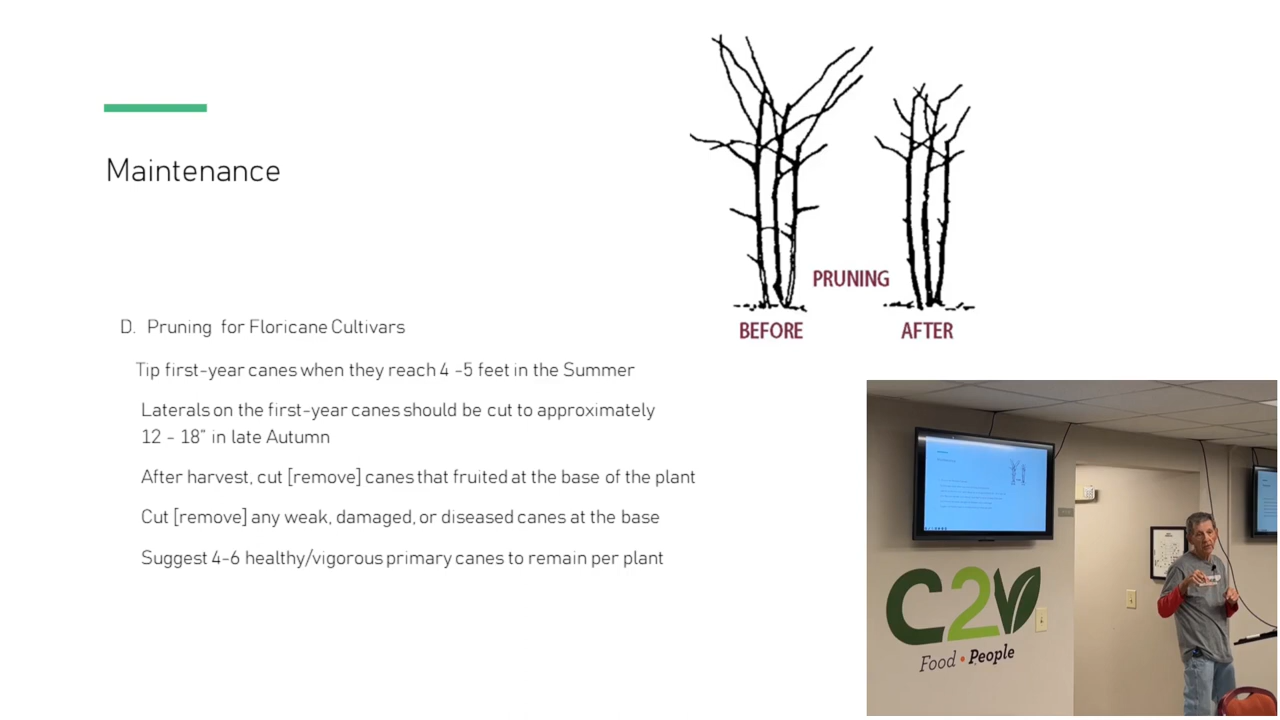 Maintenance
D. Pruning for Floricane Cultivars
Tip first-year canes when they reach 4 -5 feet in the Summer
Laterals on the first-year canes should be cut to approximately
12 – 18" in late Autumn
After harvest, cut [remove] canes that fruited at the base of the plant
Cut [remove] any weak, damaged, or diseased canes at the base
Suggest 4-6 healthy/vigorous primary canes to remain per plant
PRUNING
BEFORE
AFTER
C2V
Food • People